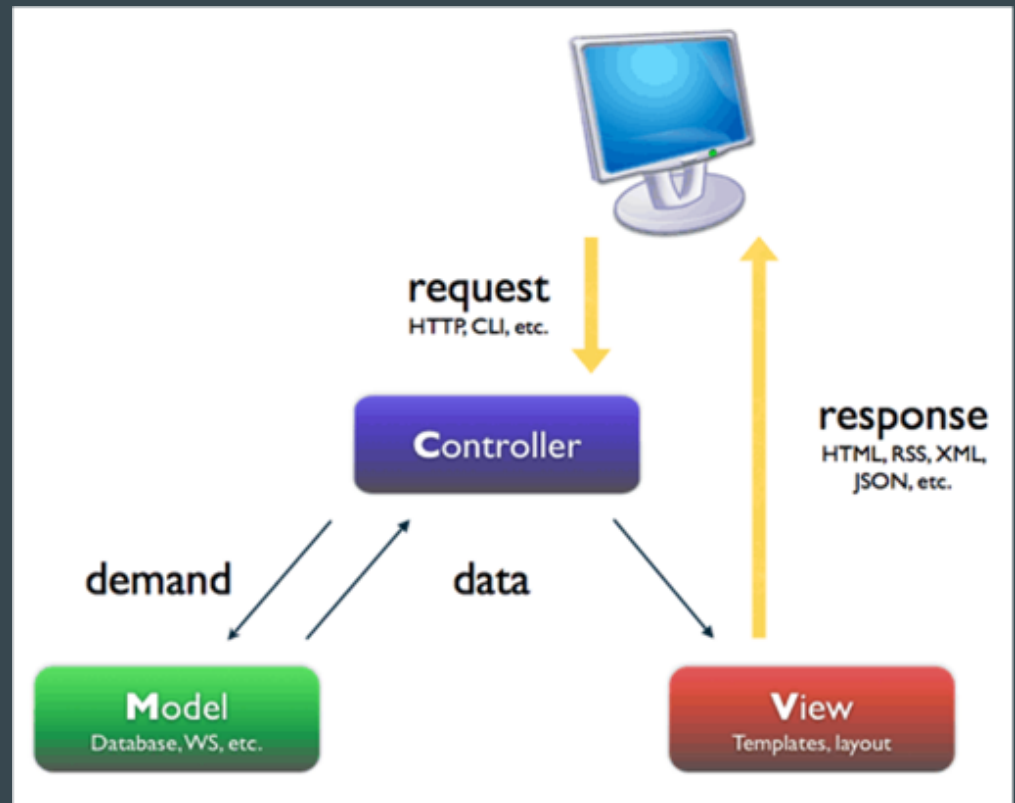 request
HTTP, CLI, etc.
Controller
response
HTML, RSS, XML,
JSON, etc.
demand
data
Model
Database, WS, etc.
View
Templates, layout